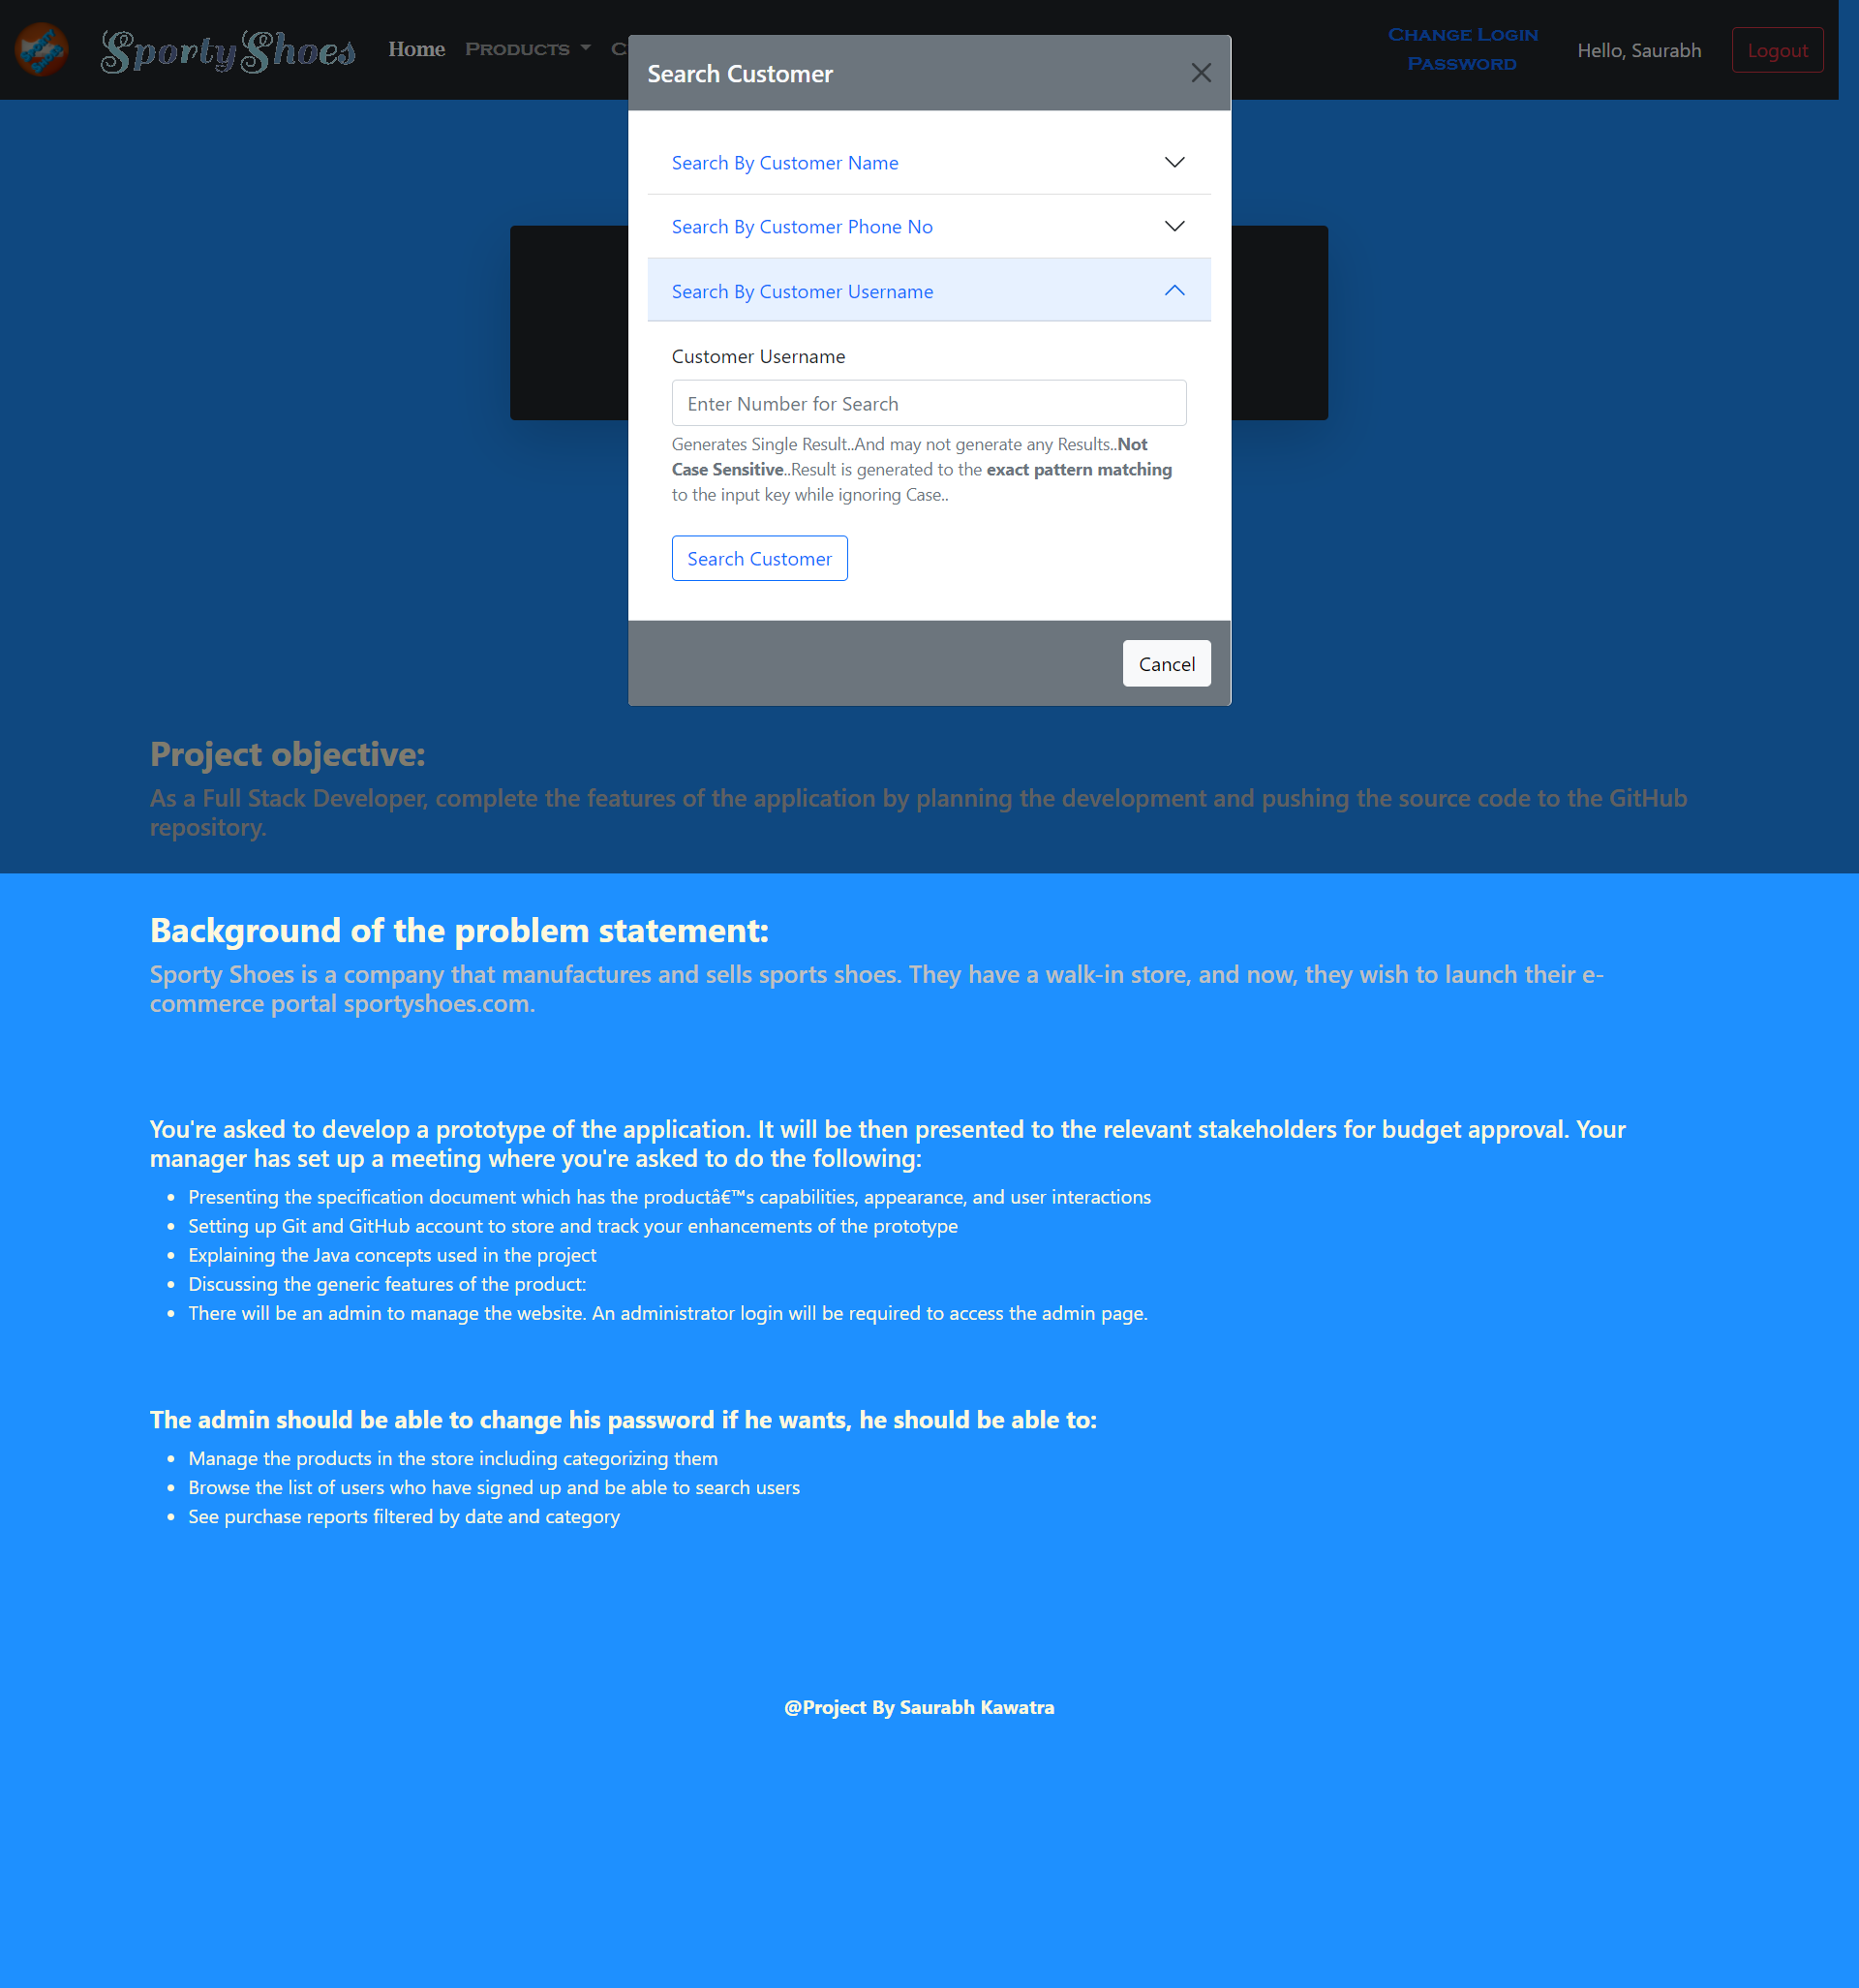 SportyShoes Home Products C Change Login
Password Hello, Saurabh Logout
Search Customer
Search By Customer Name
Search By Customer Phone No
Search By Customer Username
Customer Username
Enter Number for Search
Generates Single Result..And may not generate any Results..Not
Case Sensitive..Result is generated to the exact pattern matching
to the input key while ignoring Case..
Search Customer
Cancel
Project objective:
As a Full Stack Developer, complete the features of the application by planning the development and pushing the source code to the GitHub
repository.
Background of the problem statement:
Sporty Shoes is a company that manufactures and sells sports shoes. They have a walk-in store, and now, they wish to launch their e-
commerce portal sportyshoes.com.
You're asked to develop a prototype of the application. It will be then presented to the relevant stakeholders for budget approval. Your
manager has set up a meeting where you're asked to do the following:
• Presenting the specification document which has the productâ€™s capabilities, appearance, and user interactions
• Setting up Git and GitHub account to store and track your enhancements of the prototype
• Explaining the Java concepts used in the project
• Discussing the generic features of the product:
• There will be an admin to manage the website. An administrator login will be required to access the admin page.
The admin should be able to change his password if he wants, he should be able to:
• Manage the products in the store including categorizing them
• Browse the list of users who have signed up and be able to search users
• See purchase reports filtered by date and category
@Project By Saurabh Kawatra